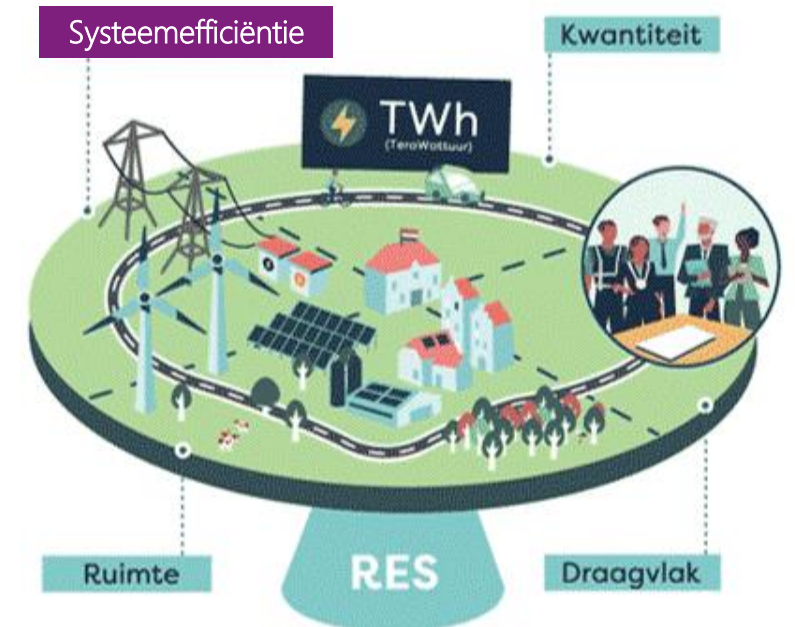 Systeemefficiëntie
Kwantiteit
TWh
(TeraWattuur)
Ruimte
RES
Draagvlak